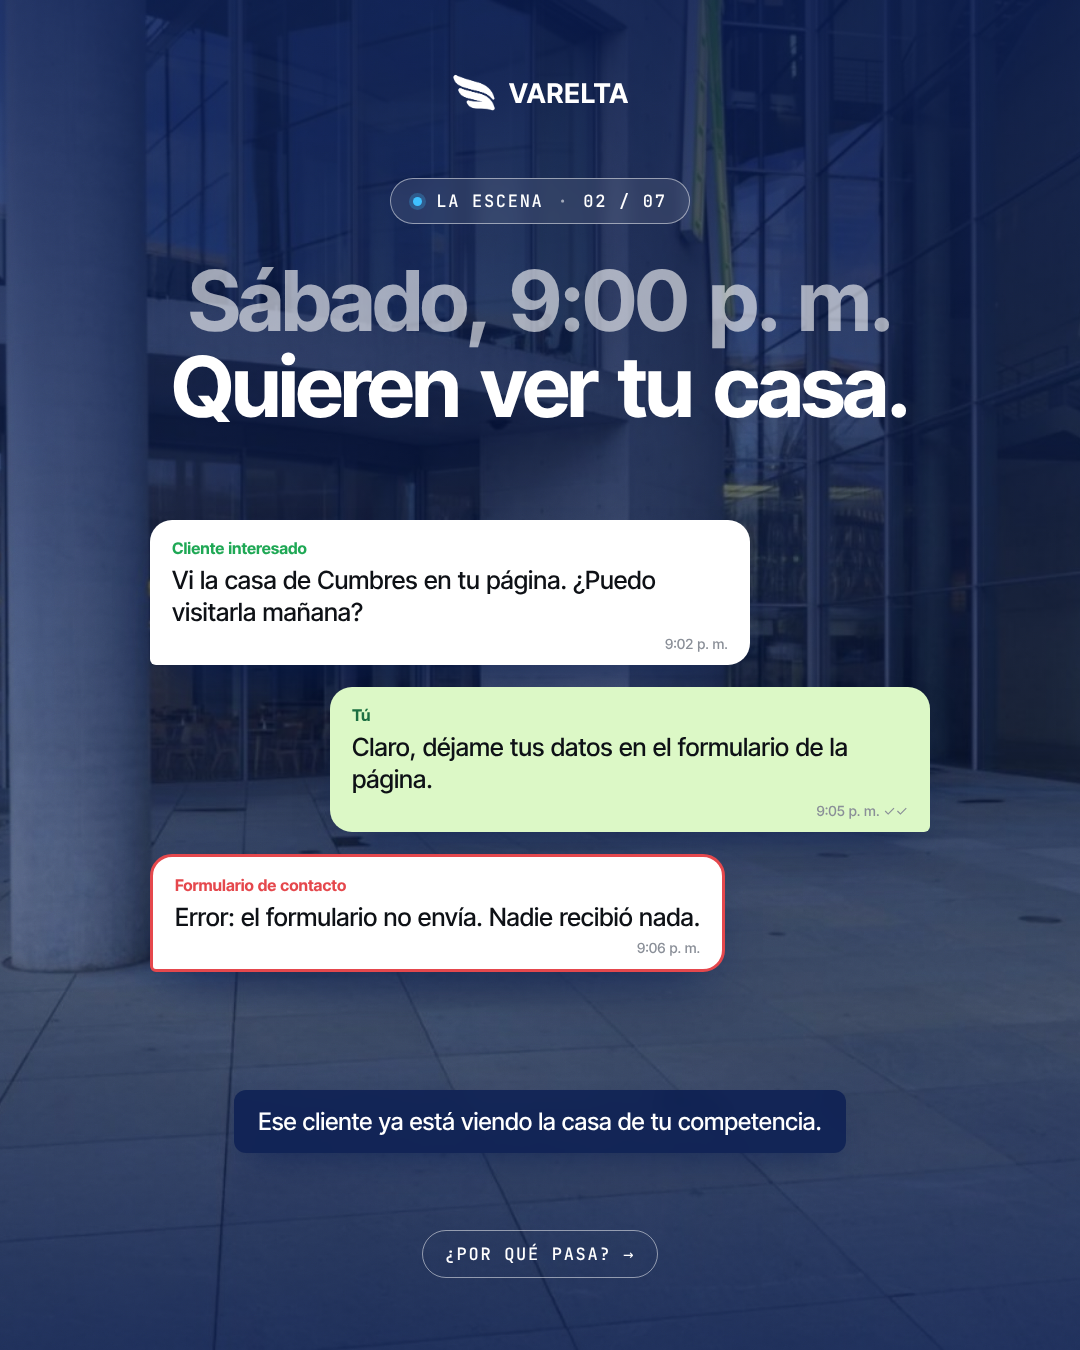 VARELTA
LA ESCENA · 02 / 07
Sábado, 9:00 p. m.
Quieren ver tu casa.
Cliente interesado
Vi la casa de Cumbres en tu página. ¿Puedo
visitarla mañana?
9:02 p. m.
Tú
Claro, déjame tus datos en el formulario de la
página.
9:05 p. m. ✓✓
Formulario de contacto
Error: el formulario no envía. Nadie recibió nada.
9:06 p. m.
Ese cliente ya está viendo la casa de tu competencia.
¿POR QUÉ PASA? →